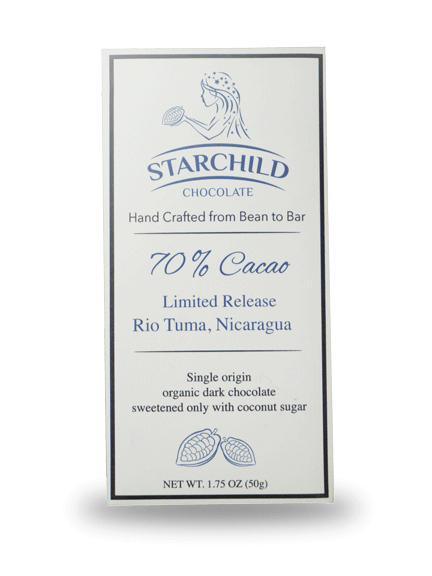 STARCHILD
CHOCOLATE
Hand Crafted from Bean to Bar
70% Cacao
Limited Release
Rio Tuma, Nicaragua
Single origin
organic dark chocolate
sweetened only with coconut sugar
NET WT. 1.75 OZ (50g)